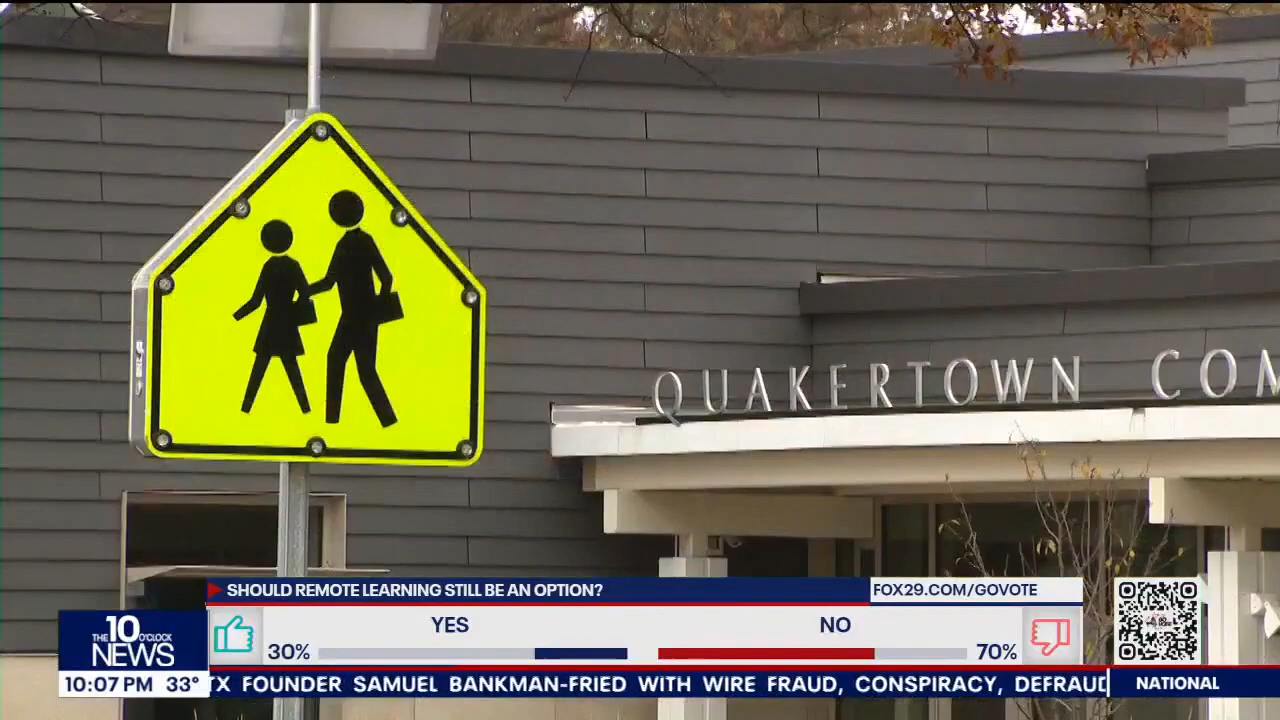 QUAKERTOWN COM
SHOULD REMOTE LEARNING STILL BE AN OPTION?
FOX29.COM/GOVOTE
YES
NO
30%
70%
THE 10 O'CLOCK
NEWS
10:07 PM 33°
TX FOUNDER SAMUEL BANKMAN-FRIED WITH WIRE FRAUD, CONSPIRACY, DEFRAUD
NATIONAL